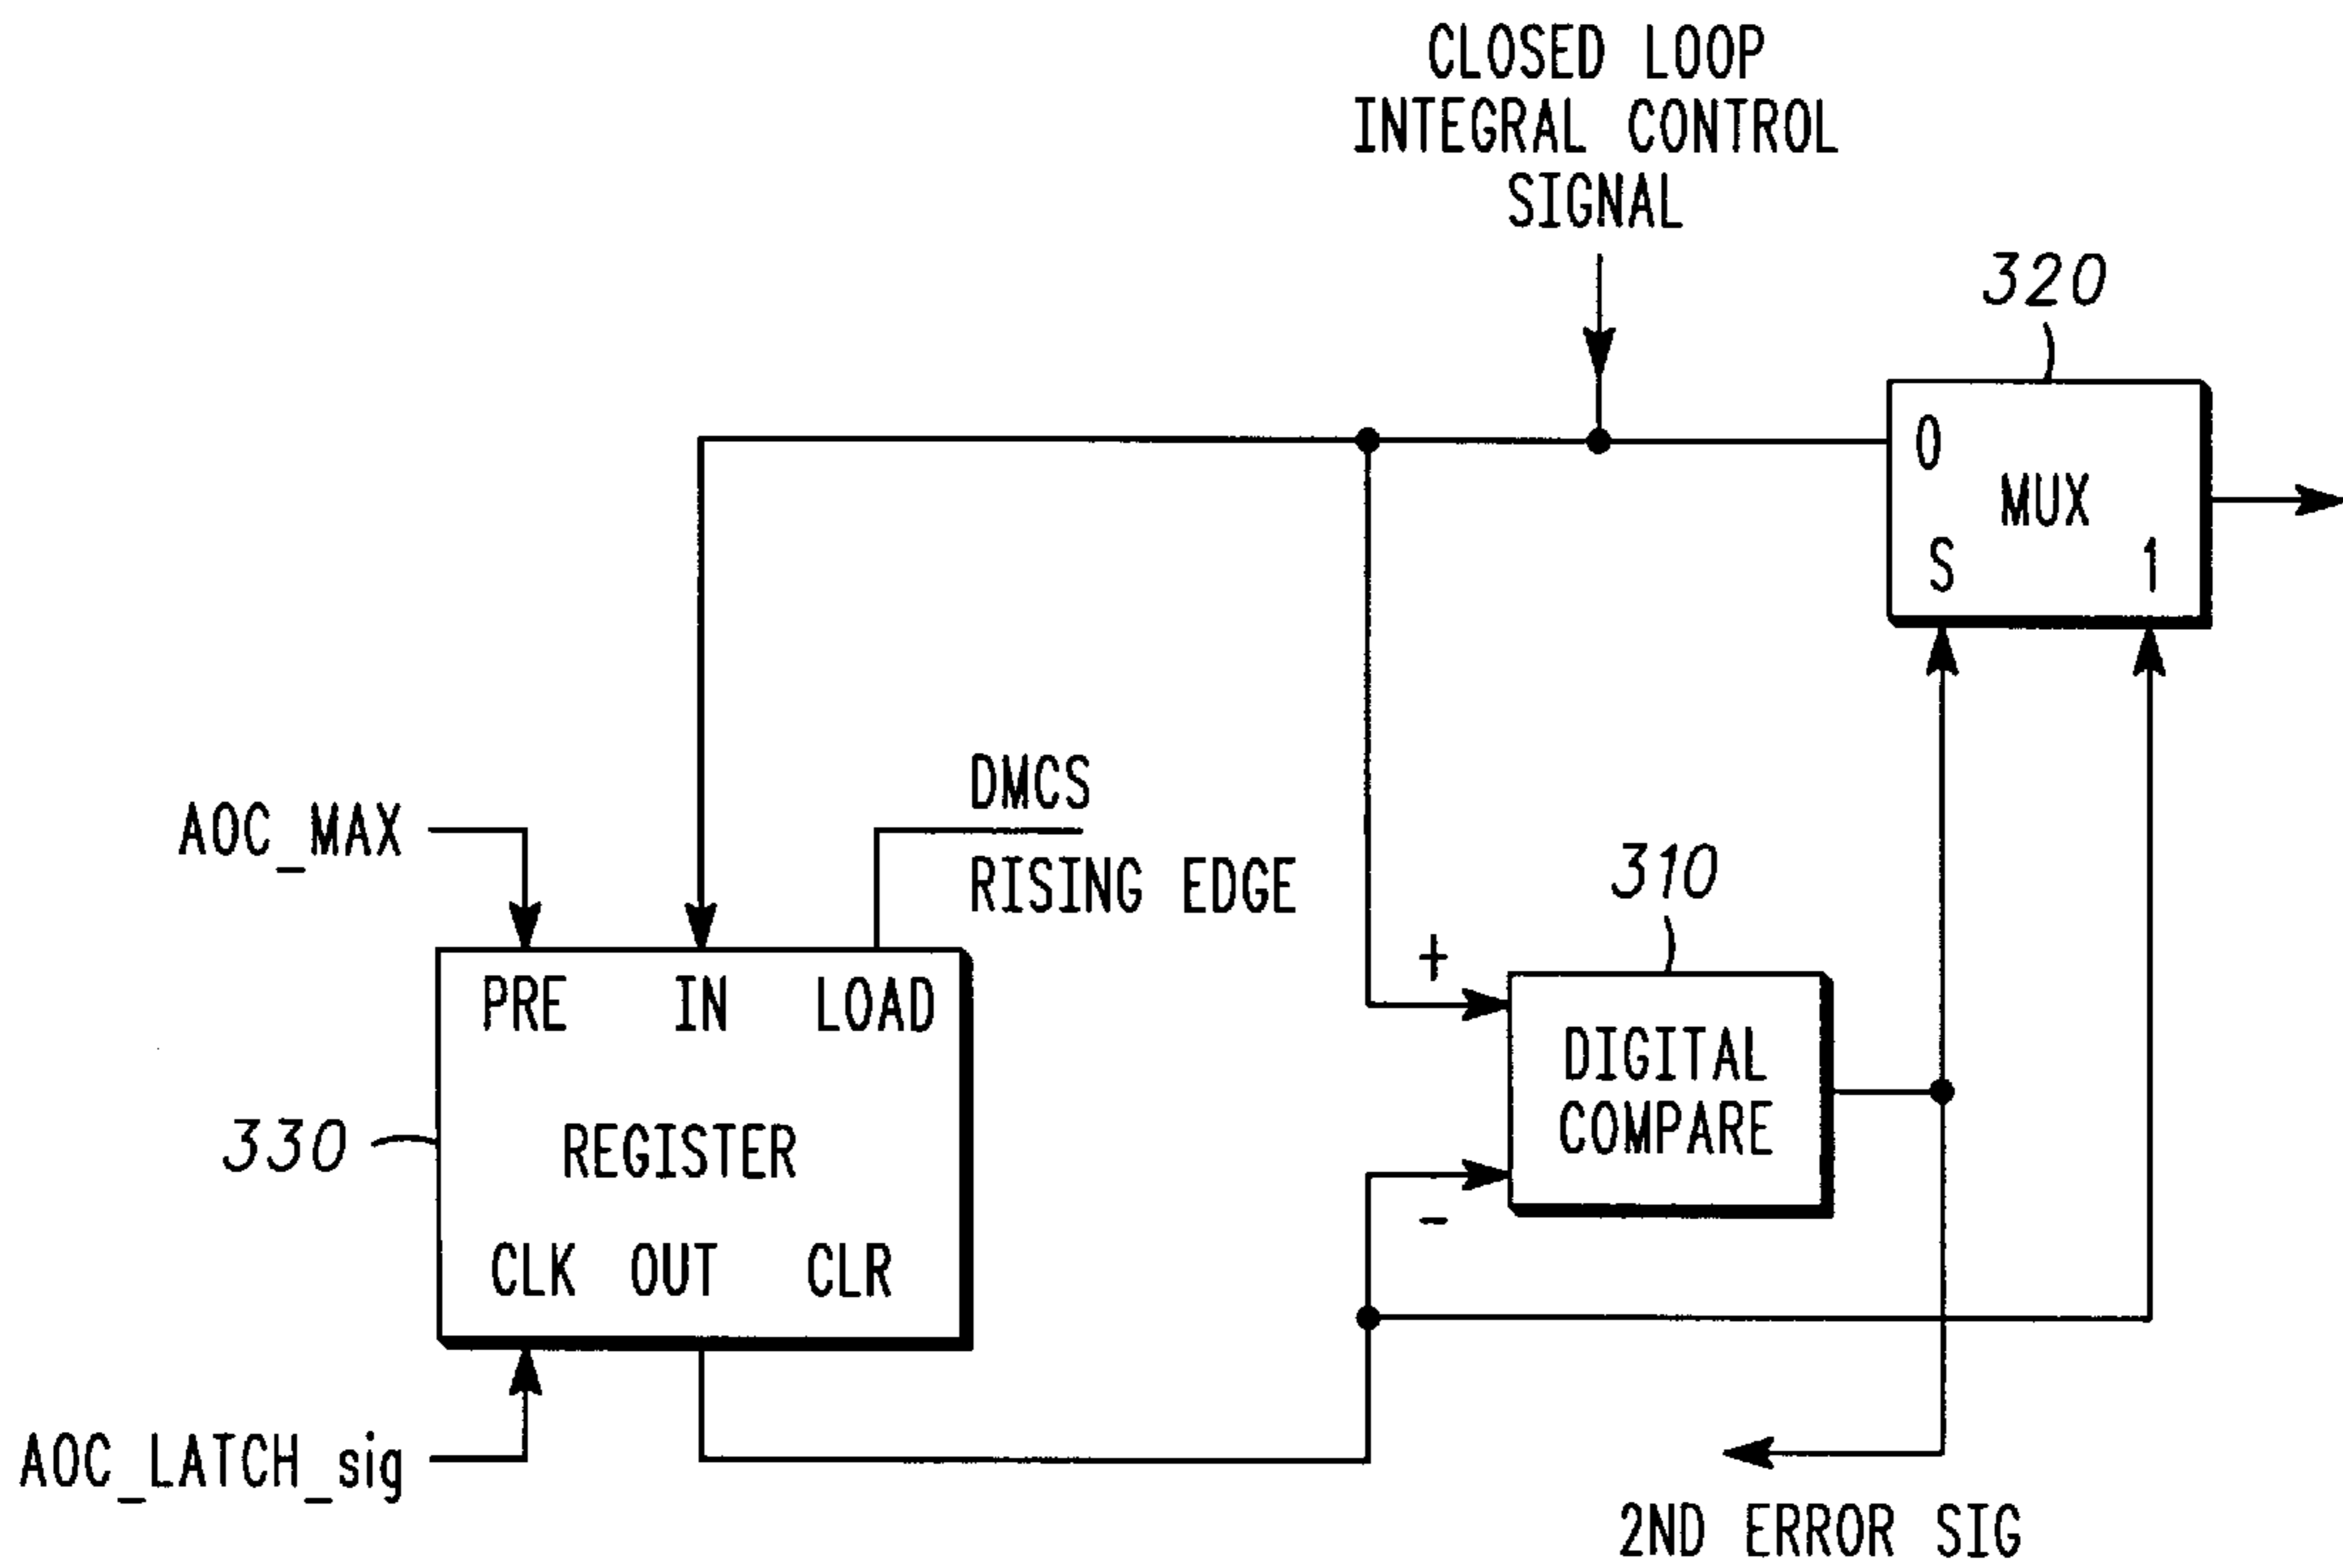 CLOSED LOOP
INTEGRAL CONTROL
SIGNAL
320
0
MUX
S 1
DMCS
AOC_MAX
RISING EDGE
310
+
PRE IN LOAD
DIGITAL
COMPARE
330
REGISTER
-
CLK OUT CLR
AOC_LATCH_sig
2ND ERROR SIG